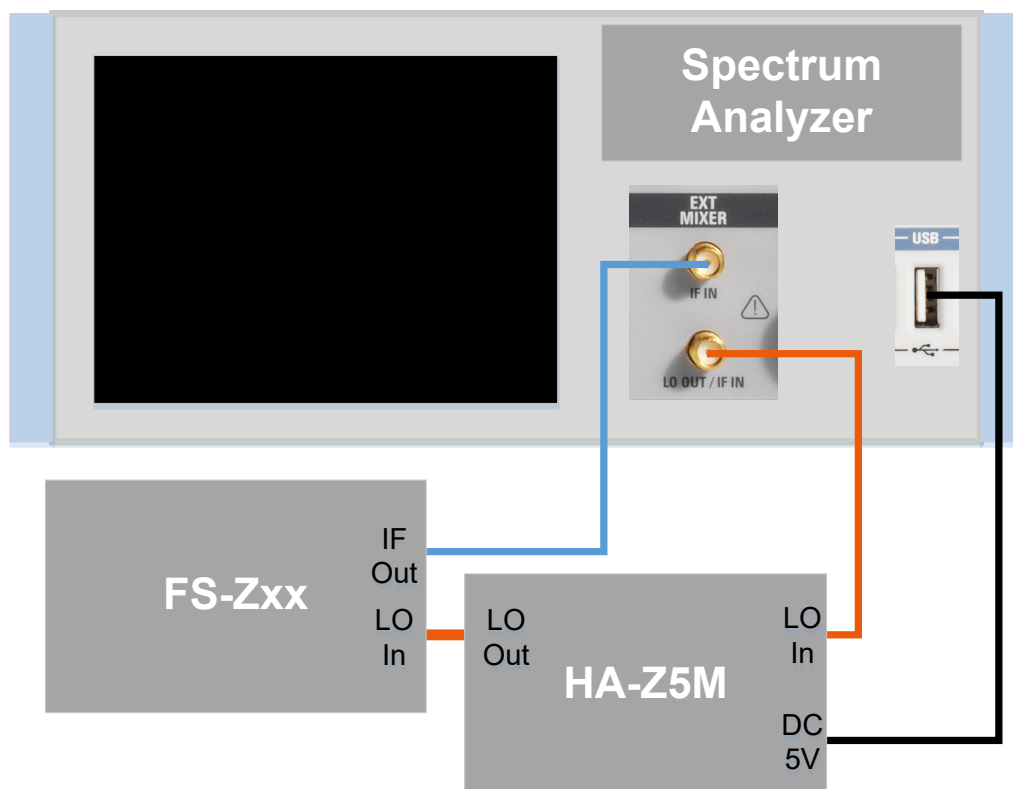 Spectrum
Analyzer
EXT
MIXER
USB
IF IN
LO OUT / IF IN
IF
Out
FS-Zxx
LO
In
LO
Out
LO
In
HA-Z5M
DC
5V